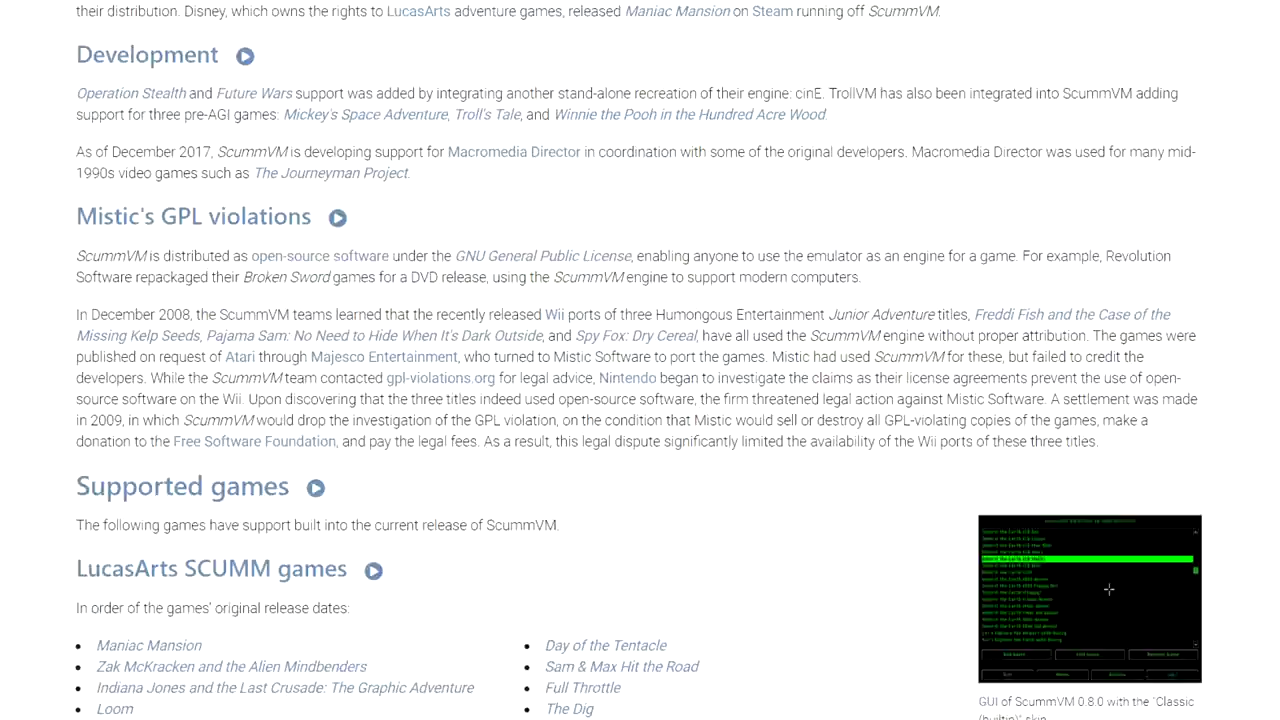 their distribution. Disney, which owns the rights to LucasArts adventure games, released Maniac Mansion on Steam running off ScummVM.
Development
Operation Stealth and Future Wars support was added by integrating another stand-alone recreation of their engine: cinE. TrollVM has also been integrated into ScummVM adding
support for three pre-AGI games: Mickey's Space Adventure, Troll's Tale, and Winnie the Pooh in the Hundred Acre Wood.
As of December 2017, ScummVM is developing support for Macromedia Director in coordination with some of the original developers. Macromedia Director was used for many mid-
1990s video games such as The Journeyman Project.
Mistic's GPL violations
ScummVM is distributed as open-source software under the GNU General Public License, enabling anyone to use the emulator as an engine for a game. For example, Revolution
Software repackaged their Broken Sword games for a DVD release, using the ScummVM engine to support modern computers.
In December 2008, the ScummVM teams learned that the recently released Wii ports of three Humongous Entertainment Junior Adventure titles, Freddi Fish and the Case of the
Missing Kelp Seeds, Pajama Sam: No Need to Hide When It's Dark Outside, and Spy Fox: Dry Cereal, have all used the ScummVM engine without proper attribution. The games were
published on request of Atari through Majesco Entertainment, who turned to Mistic Software to port the games. Mistic had used ScummVM for these, but failed to credit the
developers. While the ScummVM team contacted gpl-violations.org for legal advice, Nintendo began to investigate the claims as their license agreements prevent the use of open-
source software on the Wii. Upon discovering that the three titles indeed used open-source software, the firm threatened legal action against Mistic Software. A settlement was made
in 2009, in which ScummVM would drop the investigation of the GPL violation, on the condition that Mistic would sell or destroy all GPL-violating copies of the games, make a
donation to the Free Software Foundation, and pay the legal fees. As a result, this legal dispute significantly limited the availability of the Wii ports of these three titles.
Supported games
The following games have support built into the current release of ScummVM.
LucasArts SCUMM games
In order of the games' original release dates:
Maniac Mansion
Zak McKracken and the Alien Mindbenders
Indiana Jones and the Last Crusade: The Graphic Adventure
Loom
Day of the Tentacle
Sam & Max Hit the Road
Full Throttle
The Dig
GUI of ScummVM 0.8.0 with the "Classic
(builtin)" skin